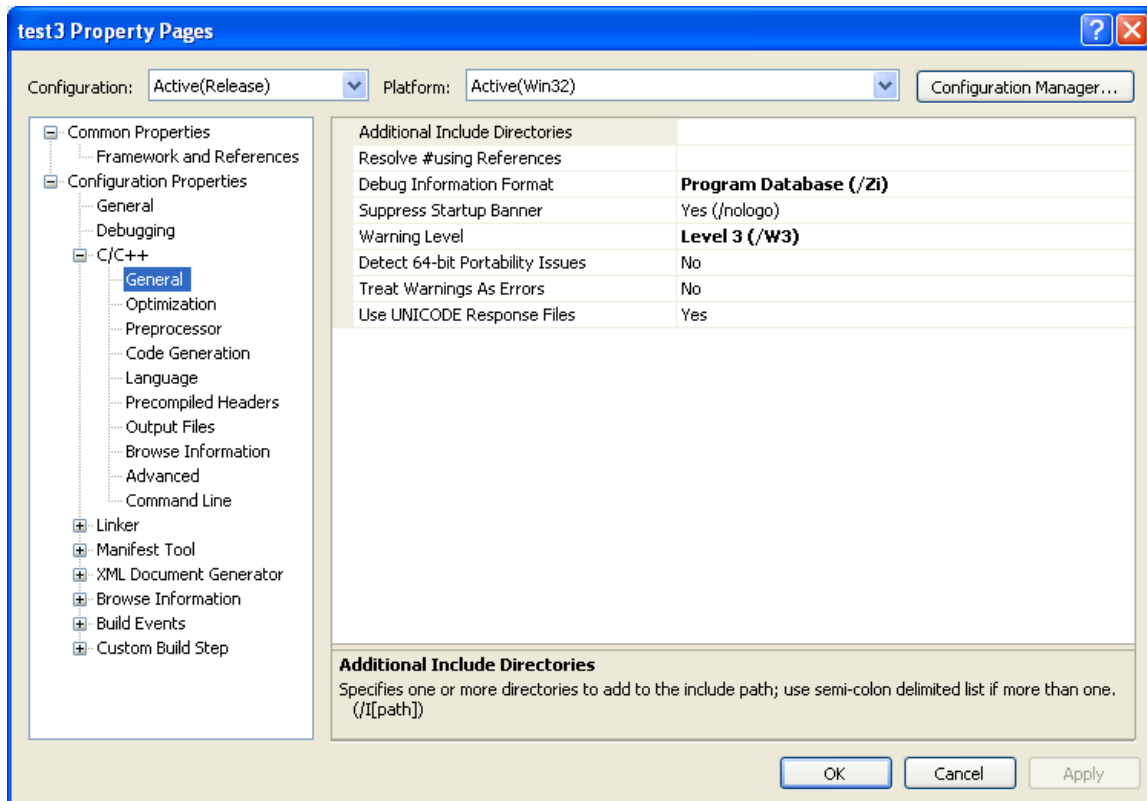 test3 Property Pages
Configuration: Active(Release) Platform: Active(Win32) Configuration Manager...
Common Properties
Framework and References
Configuration Properties
General
Debugging
C/C++
General
Optimization
Preprocessor
Code Generation
Language
Precompiled Headers
Output Files
Browse Information
Advanced
Command Line
Linker
Manifest Tool
XML Document Generator
Browse Information
Build Events
Custom Build Step
Additional Include Directories
Resolve #using References
Debug Information Format Program Database (/Zi)
Suppress Startup Banner Yes (/nologo)
Warning Level Level 3 (/W3)
Detect 64-bit Portability Issues No
Treat Warnings As Errors No
Use UNICODE Response Files Yes
Additional Include Directories
Specifies one or more directories to add to the include path; use semi-colon delimited list if more than one.
(/I[path])
OK Cancel Apply